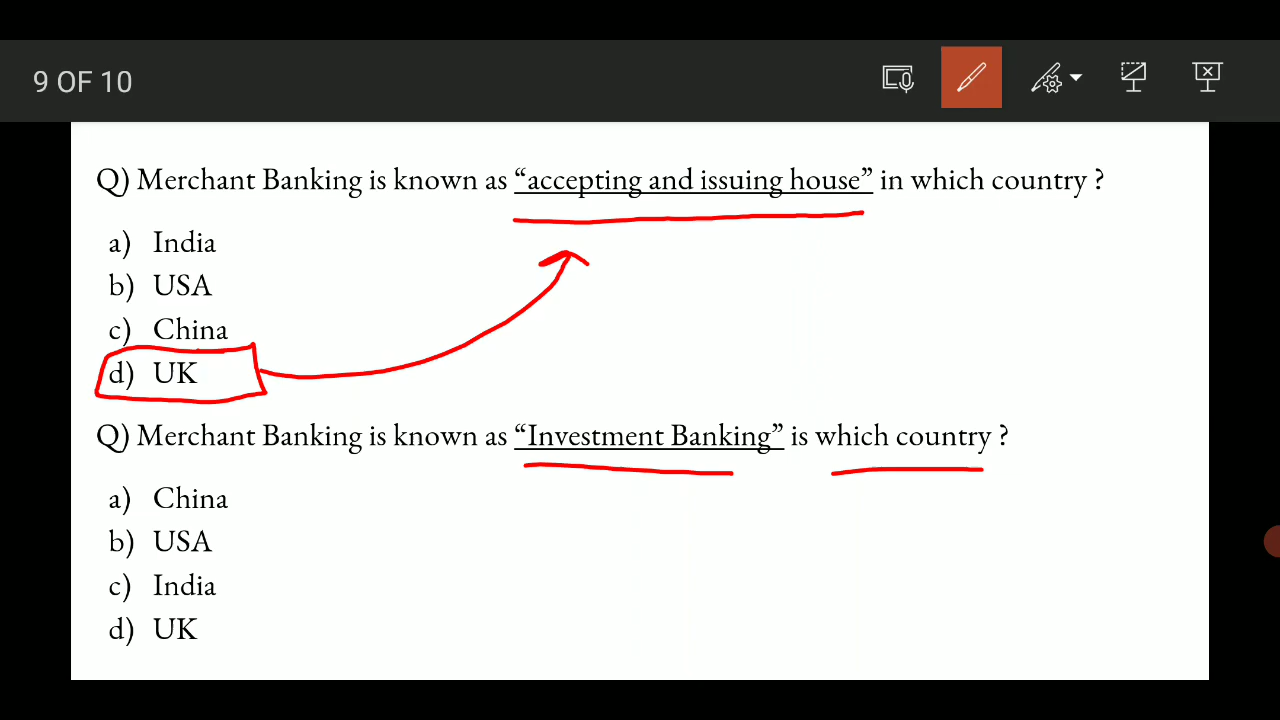 9 OF 10
Q) Merchant Banking is known as “accepting and issuing house” in which country ?
a) India
b) USA
c) China
d) UK
Q) Merchant Banking is known as “Investment Banking” is which country ?
a) China
b) USA
c) India
d) UK